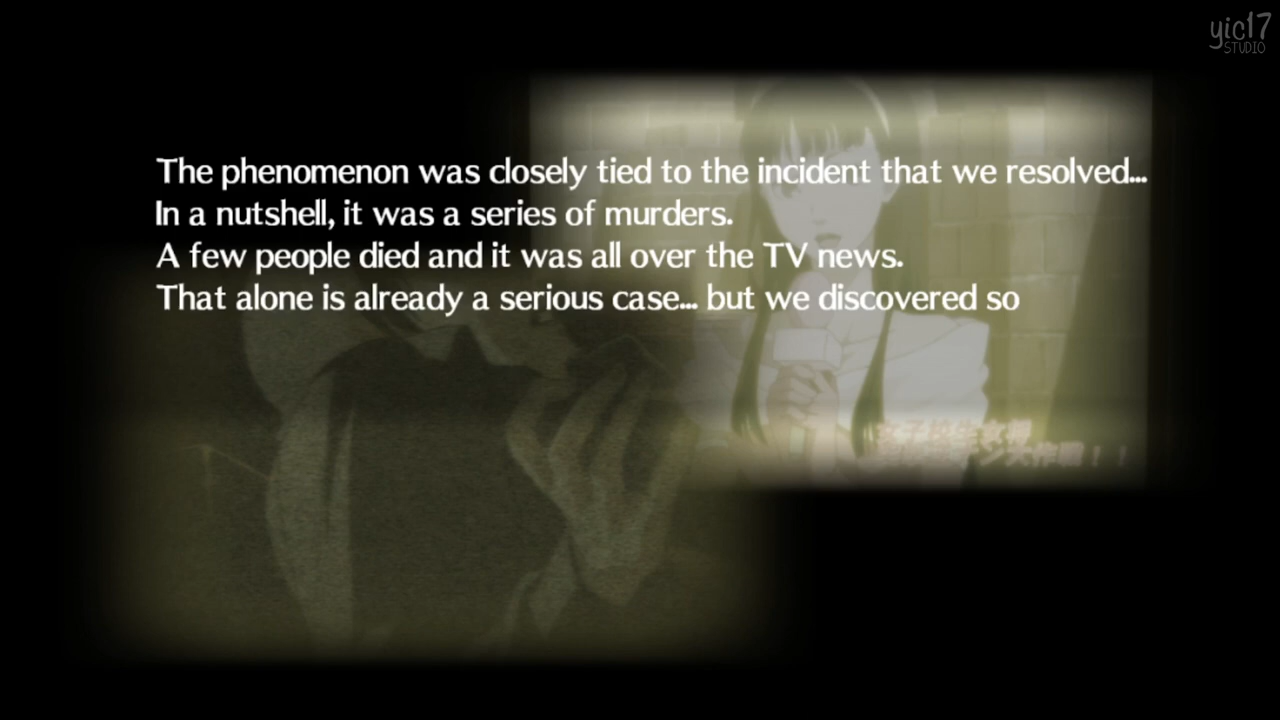 yic17
STUDIO
The phenomenon was closely tied to the incident that we resolved...
In a nutshell, it was a series of murders.
A few people died and it was all over the TV news.
That alone is already a serious case... but we discovered so